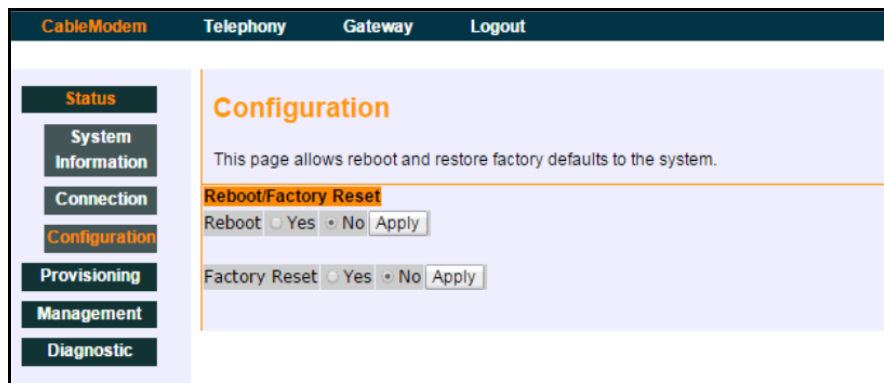 CableModem Telephony Gateway Logout
Status
System
Information
Connection
Configuration
Provisioning
Management
Diagnostic
Configuration
This page allows reboot and restore factory defaults to the system.
Reboot/Factory Reset
Reboot Yes No Apply
Factory Reset Yes No Apply